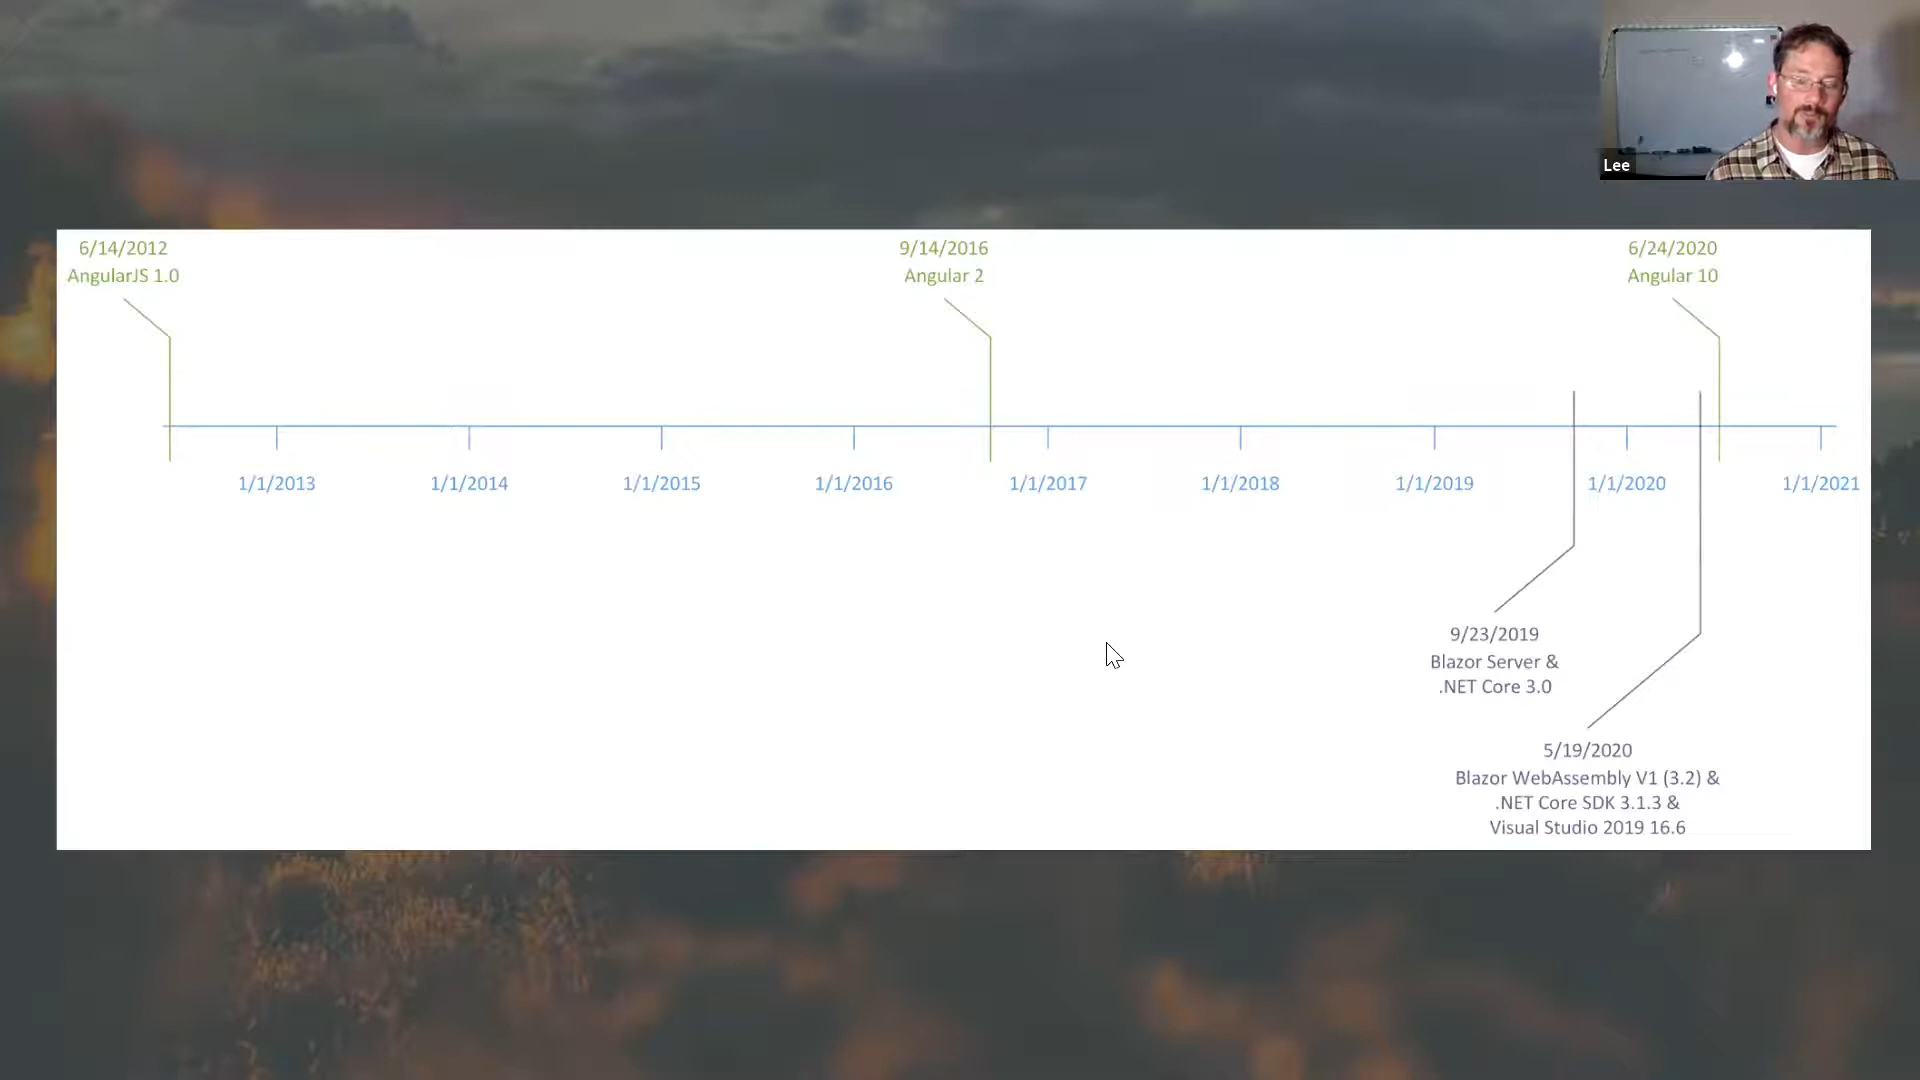 Lee
6/14/2012
AngularJS 1.0
9/14/2016
Angular 2
6/24/2020
Angular 10
1/1/2013
1/1/2014
1/1/2015
1/1/2016
1/1/2017
1/1/2018
1/1/2019
1/1/2020
1/1/2021
9/23/2019
Blazor Server &
.NET Core 3.0
5/19/2020
Blazor WebAssembly V1 (3.2) &
.NET Core SDK 3.1.3 &
Visual Studio 2019 16.6